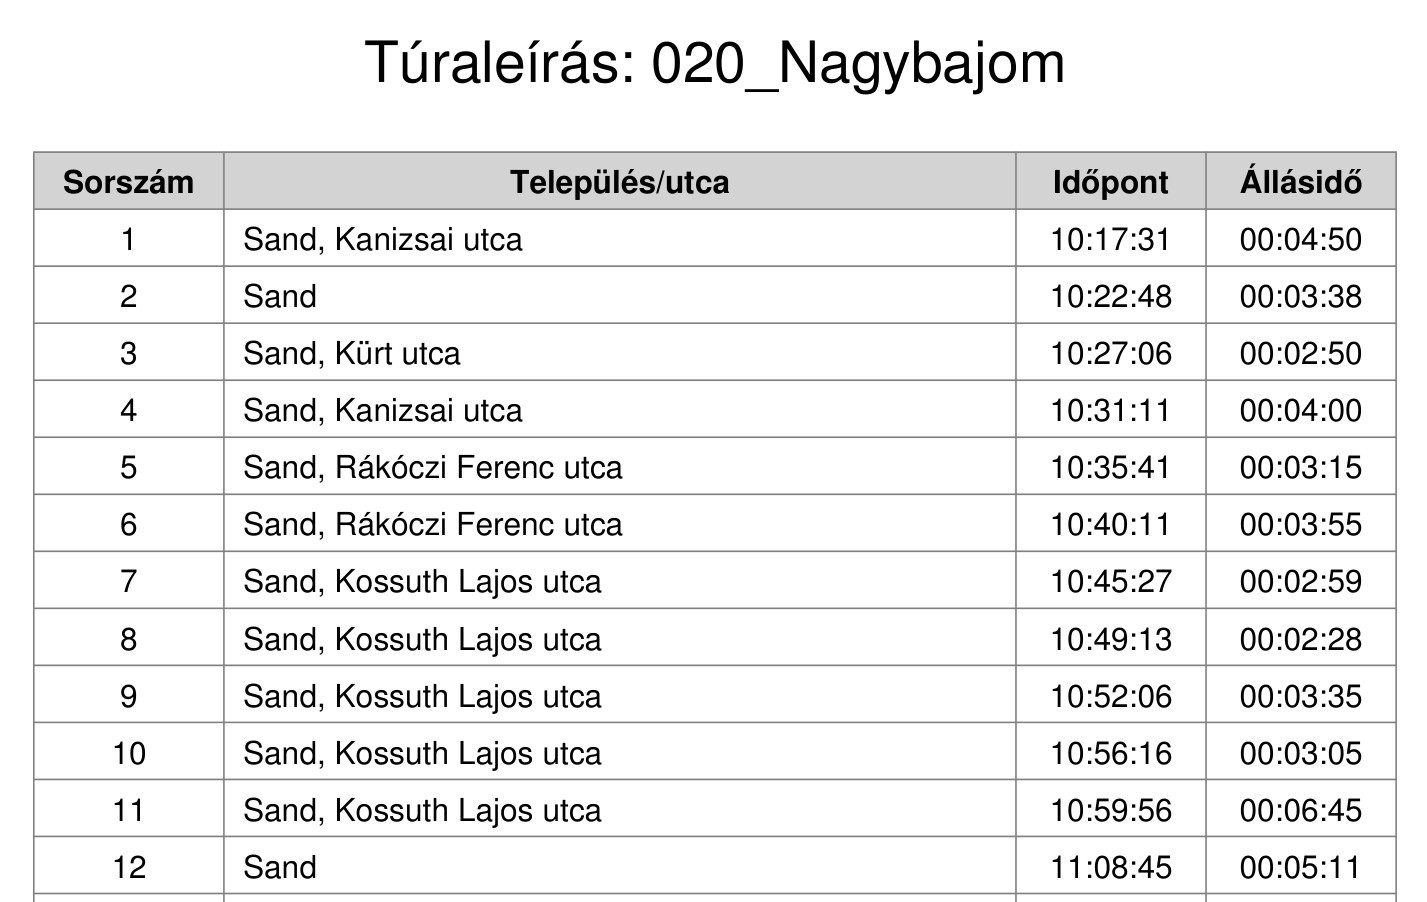 Túraleírás: 020_Nagybajom
Sorszám Település/utca Időpont Állásidő
1 Sand, Kanizsai utca 10:17:31 00:04:50
2 Sand 10:22:48 00:03:38
3 Sand, Kürt utca 10:27:06 00:02:50
4 Sand, Kanizsai utca 10:31:11 00:04:00
5 Sand, Rákóczi Ferenc utca 10:35:41 00:03:15
6 Sand, Rákóczi Ferenc utca 10:40:11 00:03:55
7 Sand, Kossuth Lajos utca 10:45:27 00:02:59
8 Sand, Kossuth Lajos utca 10:49:13 00:02:28
9 Sand, Kossuth Lajos utca 10:52:06 00:03:35
10 Sand, Kossuth Lajos utca 10:56:16 00:03:05
11 Sand, Kossuth Lajos utca 10:59:56 00:06:45
12 Sand 11:08:45 00:05:11